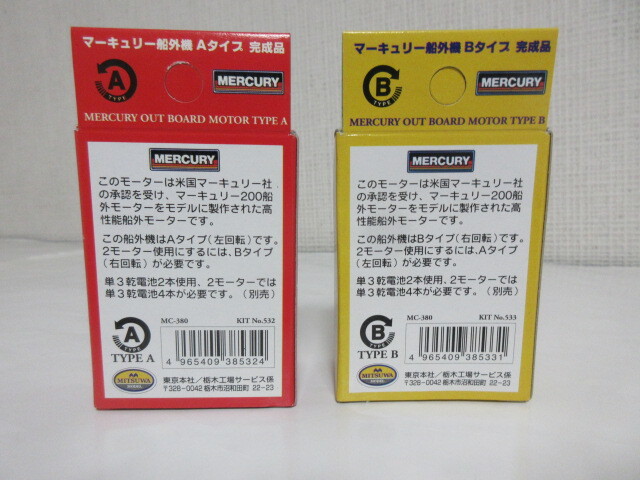 マーキュリー船外機 Aタイプ 完成品
A
TYPE
MERCURY
MERCURY OUT BOARD MOTOR TYPE A
MERCURY
このモーターは米国マーキュリー社
の承認を受け、マーキュリー200船
外モーターをモデルに製作された高
性能船外モーターです。
この船外機はAタイプ(左回転)です。
2モーター使用にするには、Bタイプ
(右回転)が必要です。
単3乾電池2本使用、2モーターでは
単3乾電池4本が必要です。(別売)
MC-380 KIT No.532
A
TYPE A
4 965409 385324
MITSUWA
MODEL
東京本社/栃木工場サービス係
〒328-0042 栃木市沼和田町 22-23
マーキュリー船外機 Bタイプ 完成品
B
TYPE
MERCURY
MERCURY OUT BOARD MOTOR TYPE B
MERCURY
このモーターは米国マーキュリー社
の承認を受け、マーキュリー200船
外モーターをモデルに製作された高
性能船外モーターです。
この船外機はBタイプ(右回転)です。
2モーター使用にするには、Aタイプ
(左回転)が必要です。
単3乾電池2本使用、2モーターでは
単3乾電池4本が必要です。(別売)
MC-380 KIT No.533
B
TYPE B
4 965409 385331
MITSUWA
MODEL
東京本社/栃木工場サービス係
〒328-0042 栃木市沼和田町 22-23